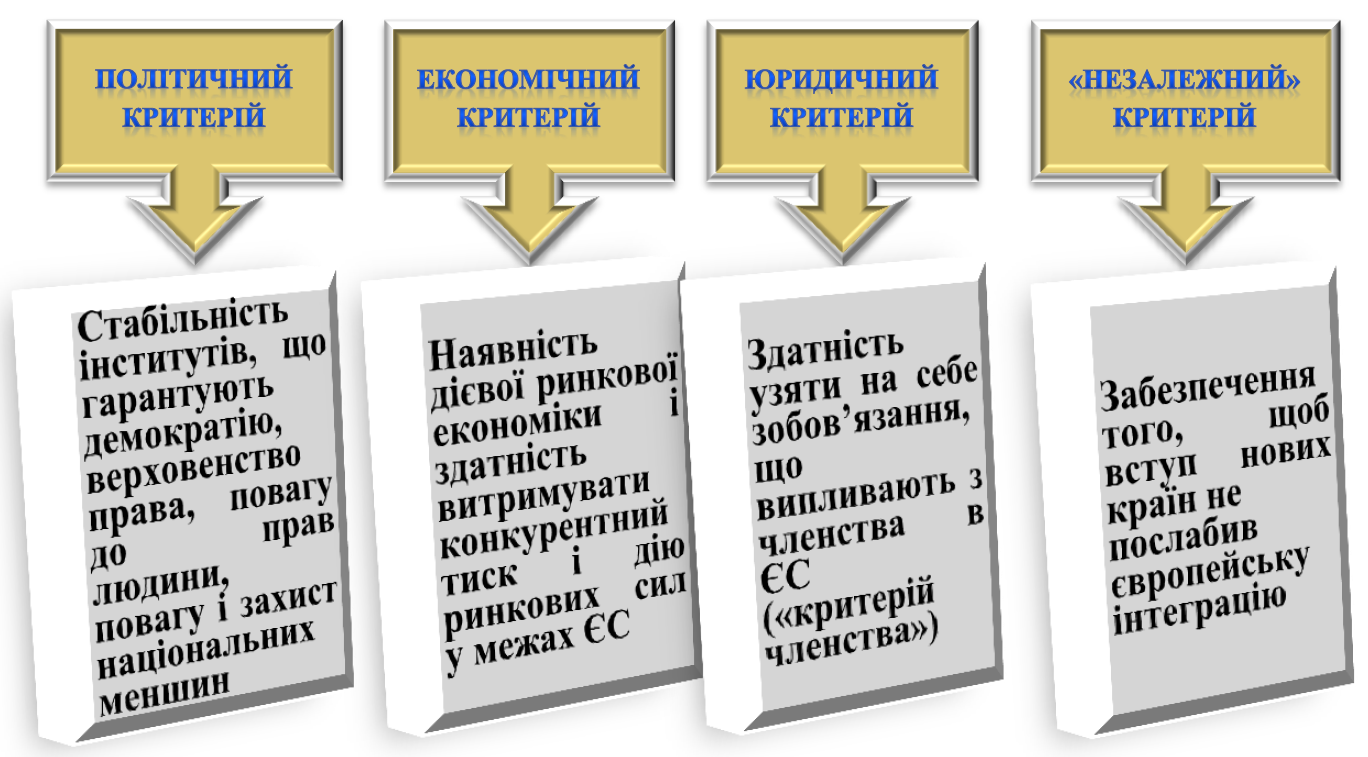 ПОЛІТИЧНИЙ
КРИТЕРІЙ
ЕКОНОМІЧНИЙ
КРИТЕРІЙ
ЮРИДИЧНИЙ
КРИТЕРІЙ
«НЕЗАЛЕЖНИЙ»
КРИТЕРІЙ
Стабільність
інститутів, що
гарантують
демократію,
верховенство
права, повагу
до прав
людини,
повагу і захист
національних
меншин
Наявність
дієвої ринкової
економіки і
здатність
витримувати
конкурентний
тиск і дію
ринкових сил
у межах ЄС
Здатність
узяти на себе
зобов’язання,
що
випливають з
членства в
ЄС
(«критерій
членства»)
Забезпечення
того, щоб
вступ нових
країн не
послабив
європейську
інтеграцію